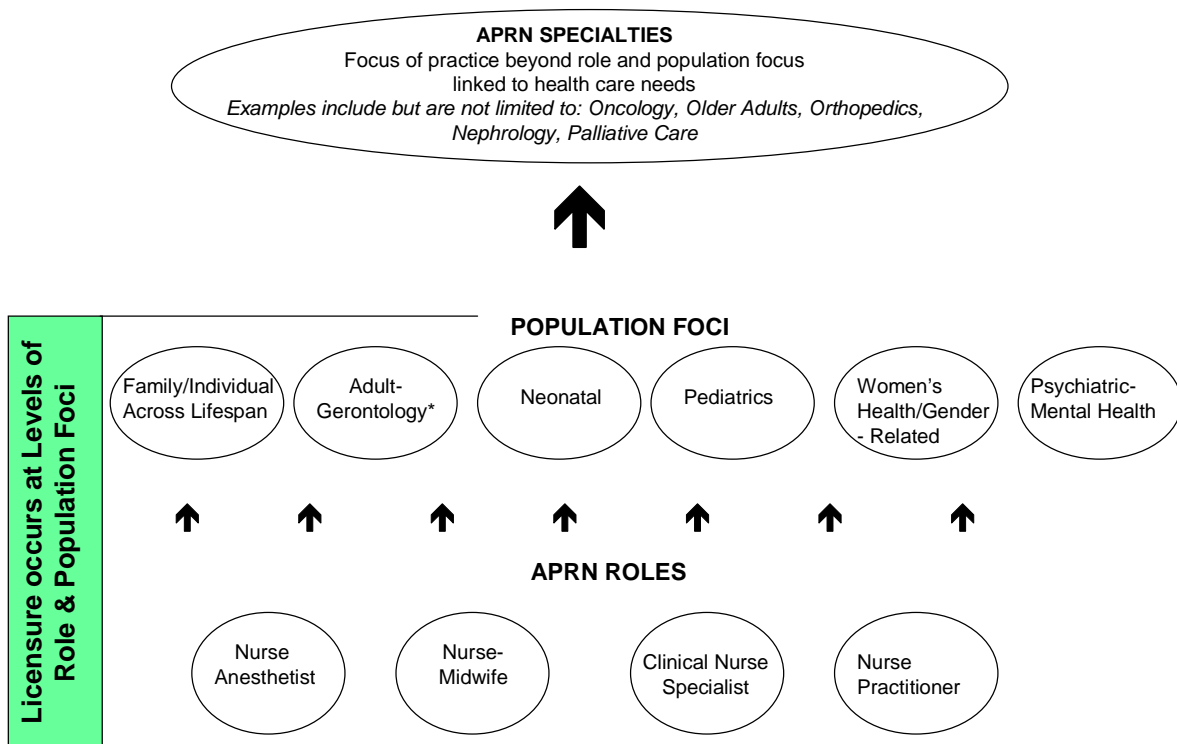 APRN SPECIALTIES
Focus of practice beyond role and population focus
linked to health care needs
Examples include but are not limited to: Oncology, Older Adults, Orthopedics,
Nephrology, Palliative Care
Licensure occurs at Levels of
Role & Population Foci
POPULATION FOCI
Family/Individual
Across Lifespan
Adult-
Gerontology*
Neonatal
Pediatrics
Women's
Health/Gender
- Related
Psychiatric-
Mental Health
APRN ROLES
Nurse
Anesthetist
Nurse-
Midwife
Clinical Nurse
Specialist
Nurse
Practitioner